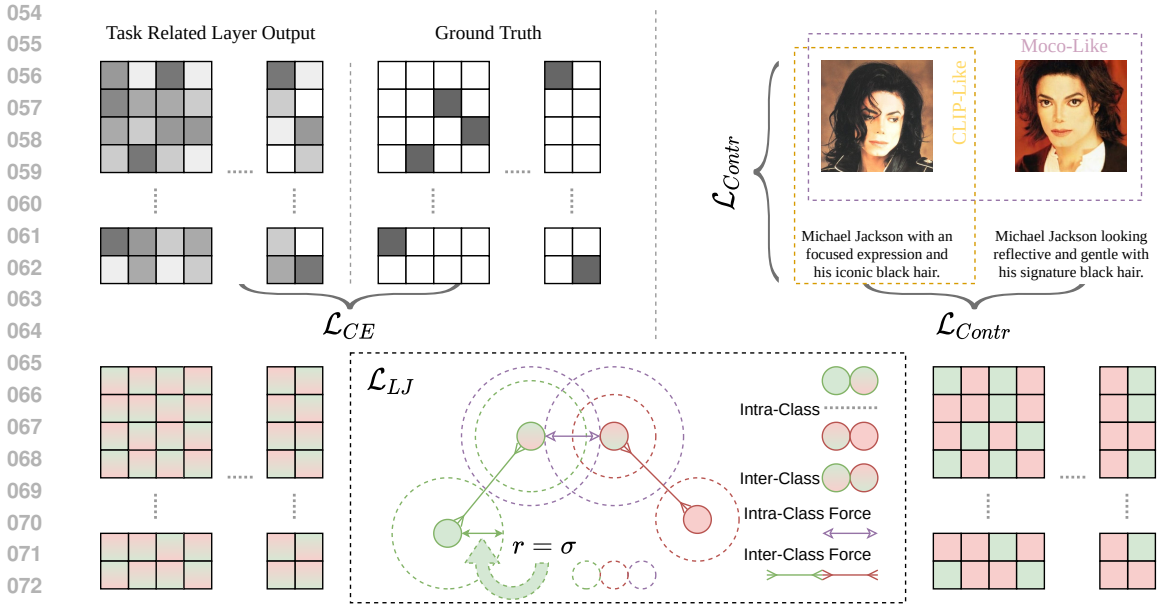 054
055
056
057
058
059
060
061
062
063
064
065
066
067
068
069
070
071
072
Task Related Layer Output
Ground Truth
ℒ_CE
Moco-Like
CLIP-Like
ℒ_Contr
Michael Jackson with an
focused expression and
his iconic black hair.
Michael Jackson looking
reflective and gentle with
his signature black hair.
ℒ_Contr
ℒ_LJ
r = σ
Intra-Class
Inter-Class
Intra-Class Force
Inter-Class Force